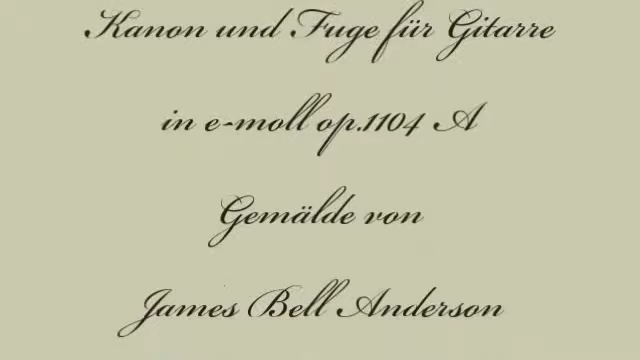 Kanon und Fuge für Gitarre
in e-moll op.1104 A
Gemälde von
James Bell Anderson